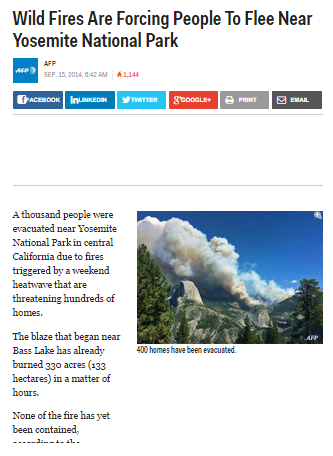 Wild Fires Are Forcing People To Flee Near
Yosemite National Park
AFP
AFP
SEP. 15, 2014, 6:42 AM 1,144
FACEBOOK LINKEDIN TWITTER GOOGLE+ PRINT EMAIL
A thousand people were
evacuated near Yosemite
National Park in central
California due to fires
triggered by a weekend
heatwave that are
threatening hundreds of
homes.
AFP
400 homes have been evacuated.
The blaze that began near
Bass Lake has already
burned 330 acres (133
hectares) in a matter of
hours.
None of the fire has yet
been contained,
according to the